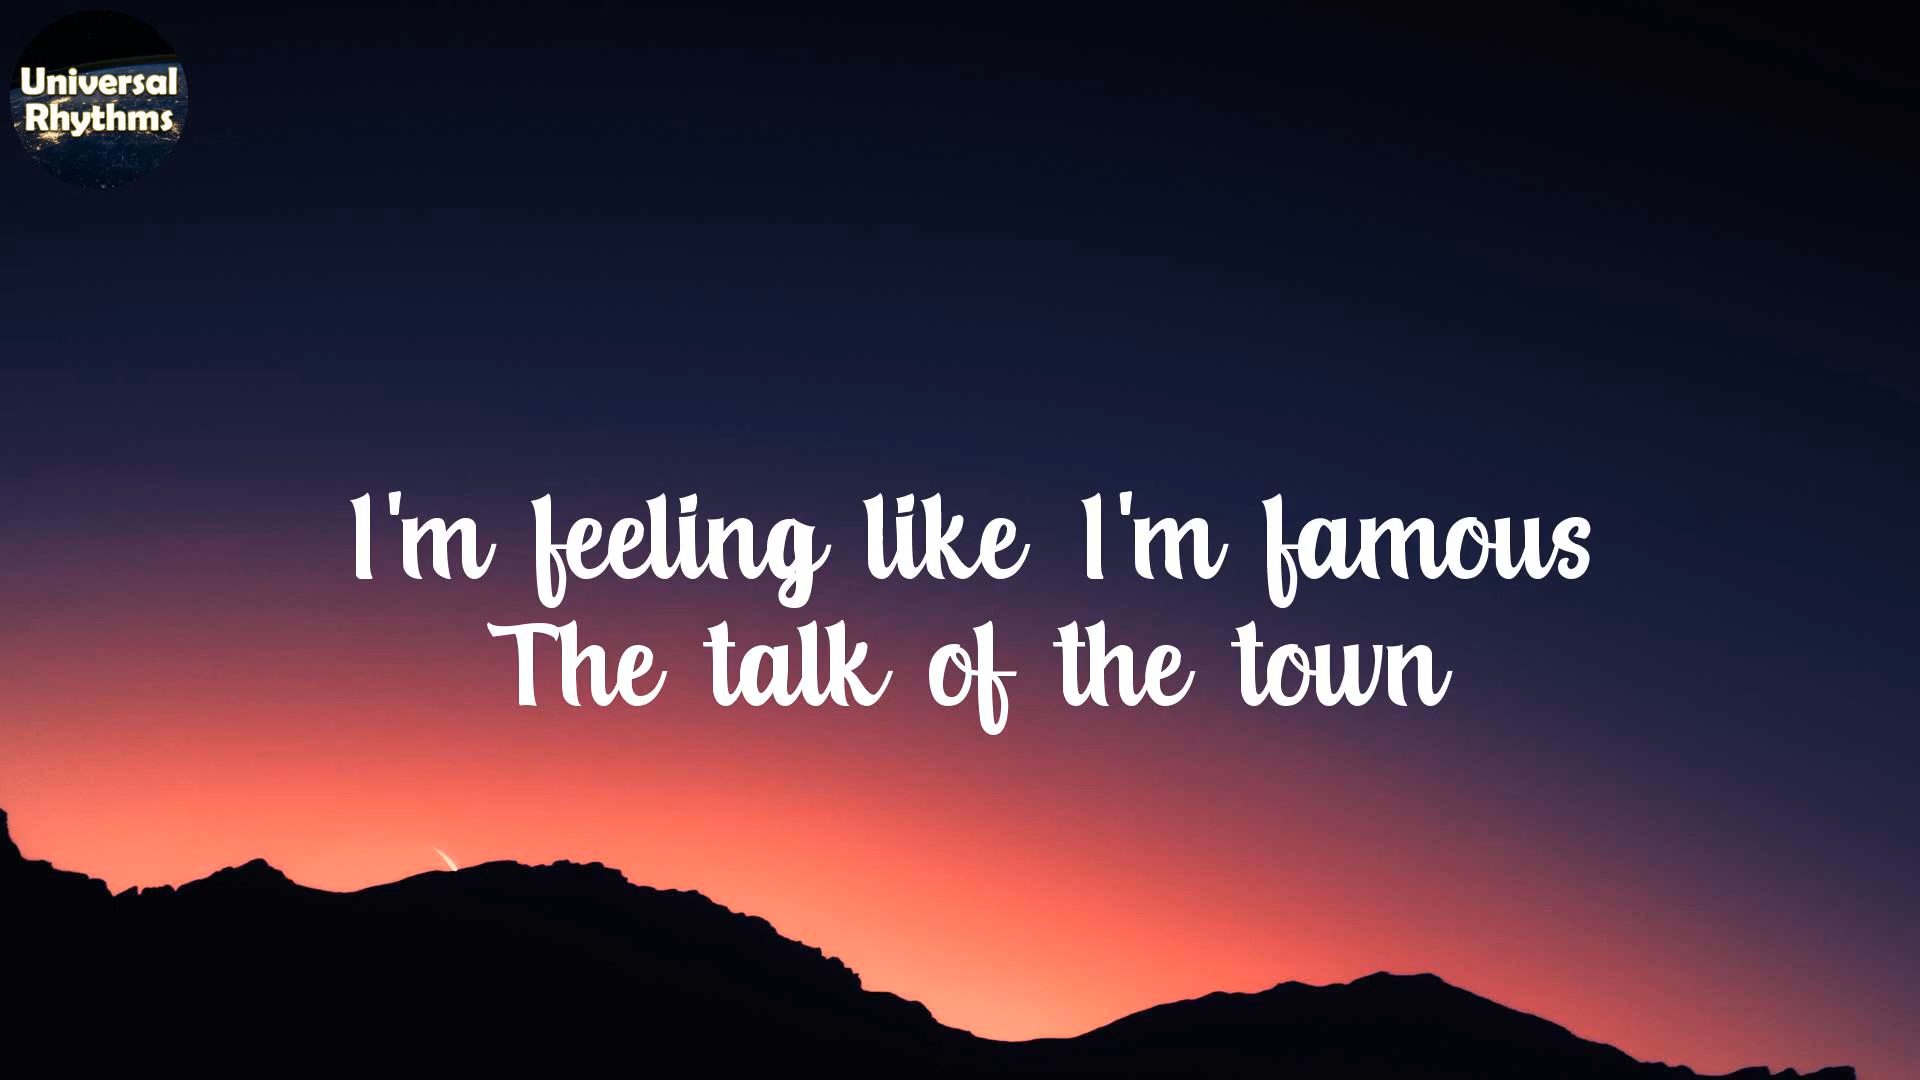 Universal
Rhythms
I'm feeling like I'm famous
The talk of the town